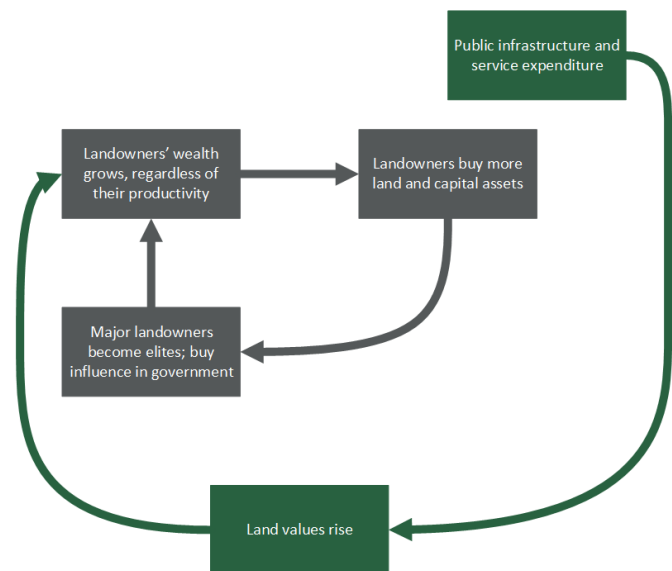 Public infrastructure and
service expenditure
Landowners’ wealth
grows, regardless of
their productivity
Landowners buy more
land and capital assets
Major landowners
become elites; buy
influence in government
Land values rise